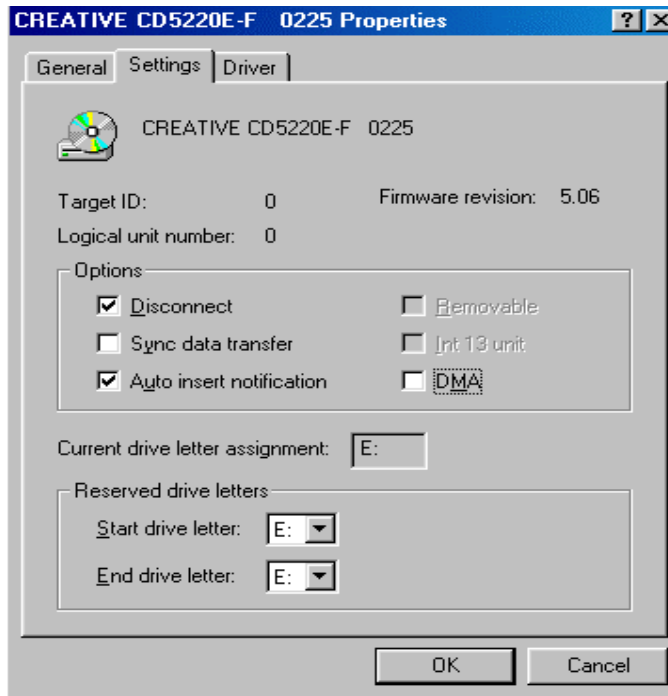 CREATIVE CD5220E-F   0225 Properties
General Settings Driver
CREATIVE CD5220E-F   0225
Target ID: 0 Firmware revision: 5.06
Logical unit number: 0
Options
Disconnect Removable
Sync data transfer Int 13 unit
Auto insert notification DMA
Current drive letter assignment: E:
Reserved drive letters
Start drive letter: E:
End drive letter: E:
OK Cancel